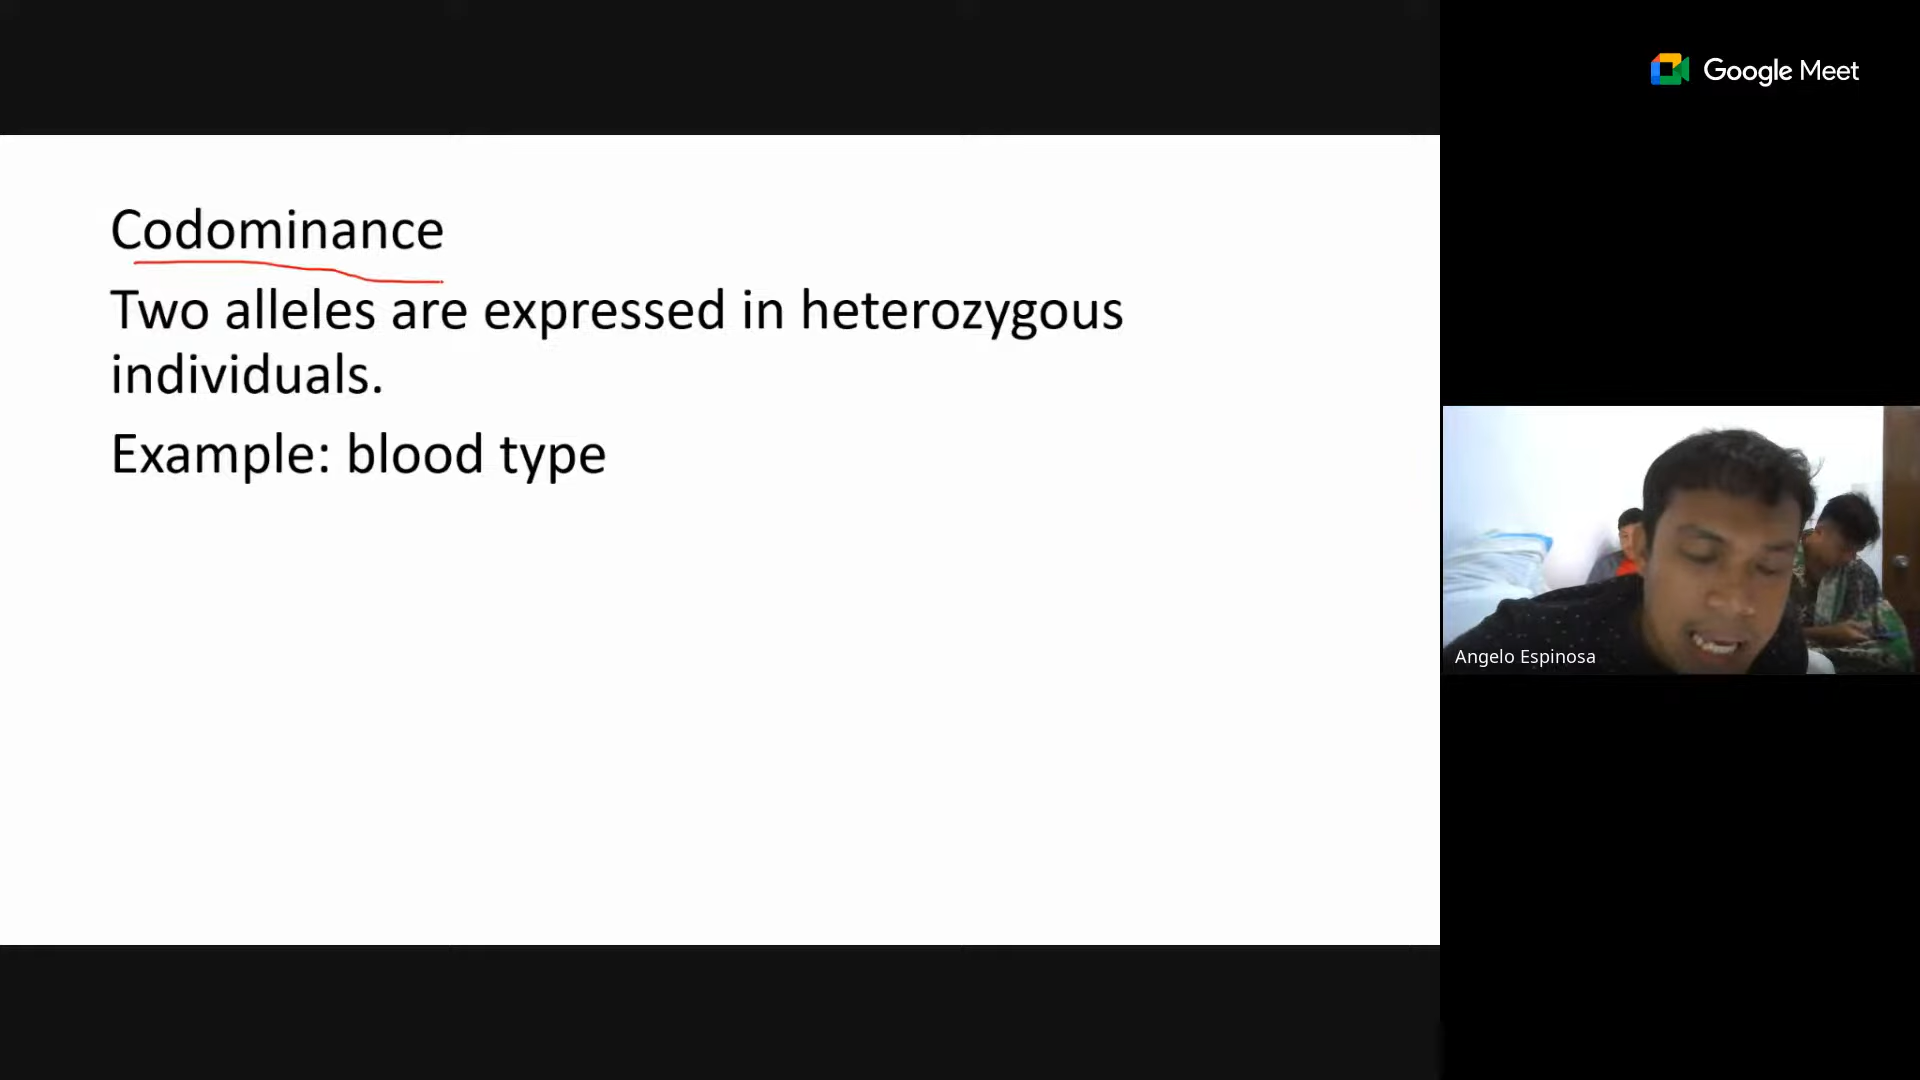 Google Meet
Codominance
Two alleles are expressed in heterozygous
individuals.
Example: blood type
Angelo Espinosa